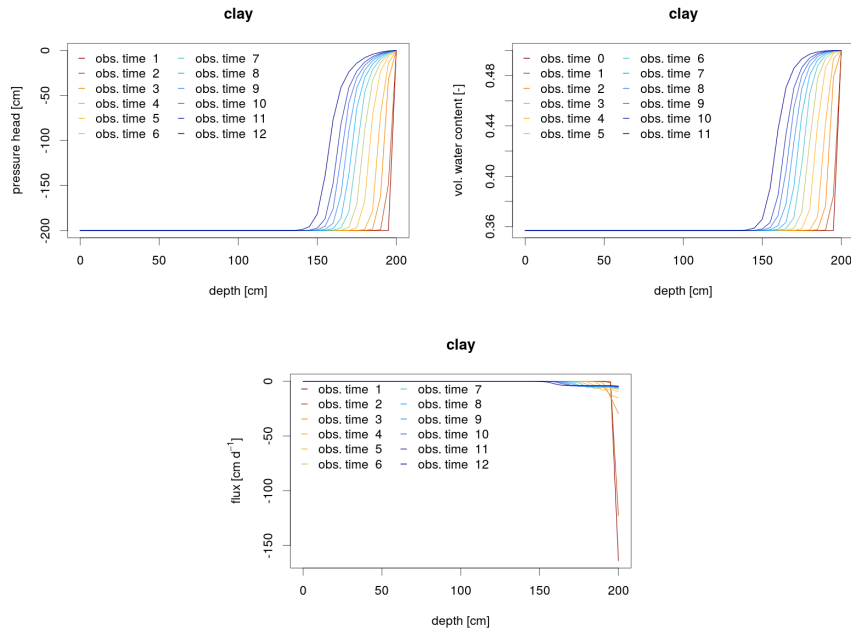 clay
pressure head [cm]
0
-50
-100
-150
-200
obs. time 1
obs. time 2
obs. time 3
obs. time 4
obs. time 5
obs. time 6
obs. time 7
obs. time 8
obs. time 9
obs. time 10
obs. time 11
obs. time 12
0 50 100 150 200
depth [cm]
clay
vol. water content [-]
0.48
0.44
0.40
0.36
obs. time 0
obs. time 1
obs. time 2
obs. time 3
obs. time 4
obs. time 5
obs. time 6
obs. time 7
obs. time 8
obs. time 9
obs. time 10
obs. time 11
0 50 100 150 200
depth [cm]
clay
flux [cm d⁻¹]
0
-50
-100
-150
obs. time 1
obs. time 2
obs. time 3
obs. time 4
obs. time 5
obs. time 6
obs. time 7
obs. time 8
obs. time 9
obs. time 10
obs. time 11
obs. time 12
0 50 100 150 200
depth [cm]